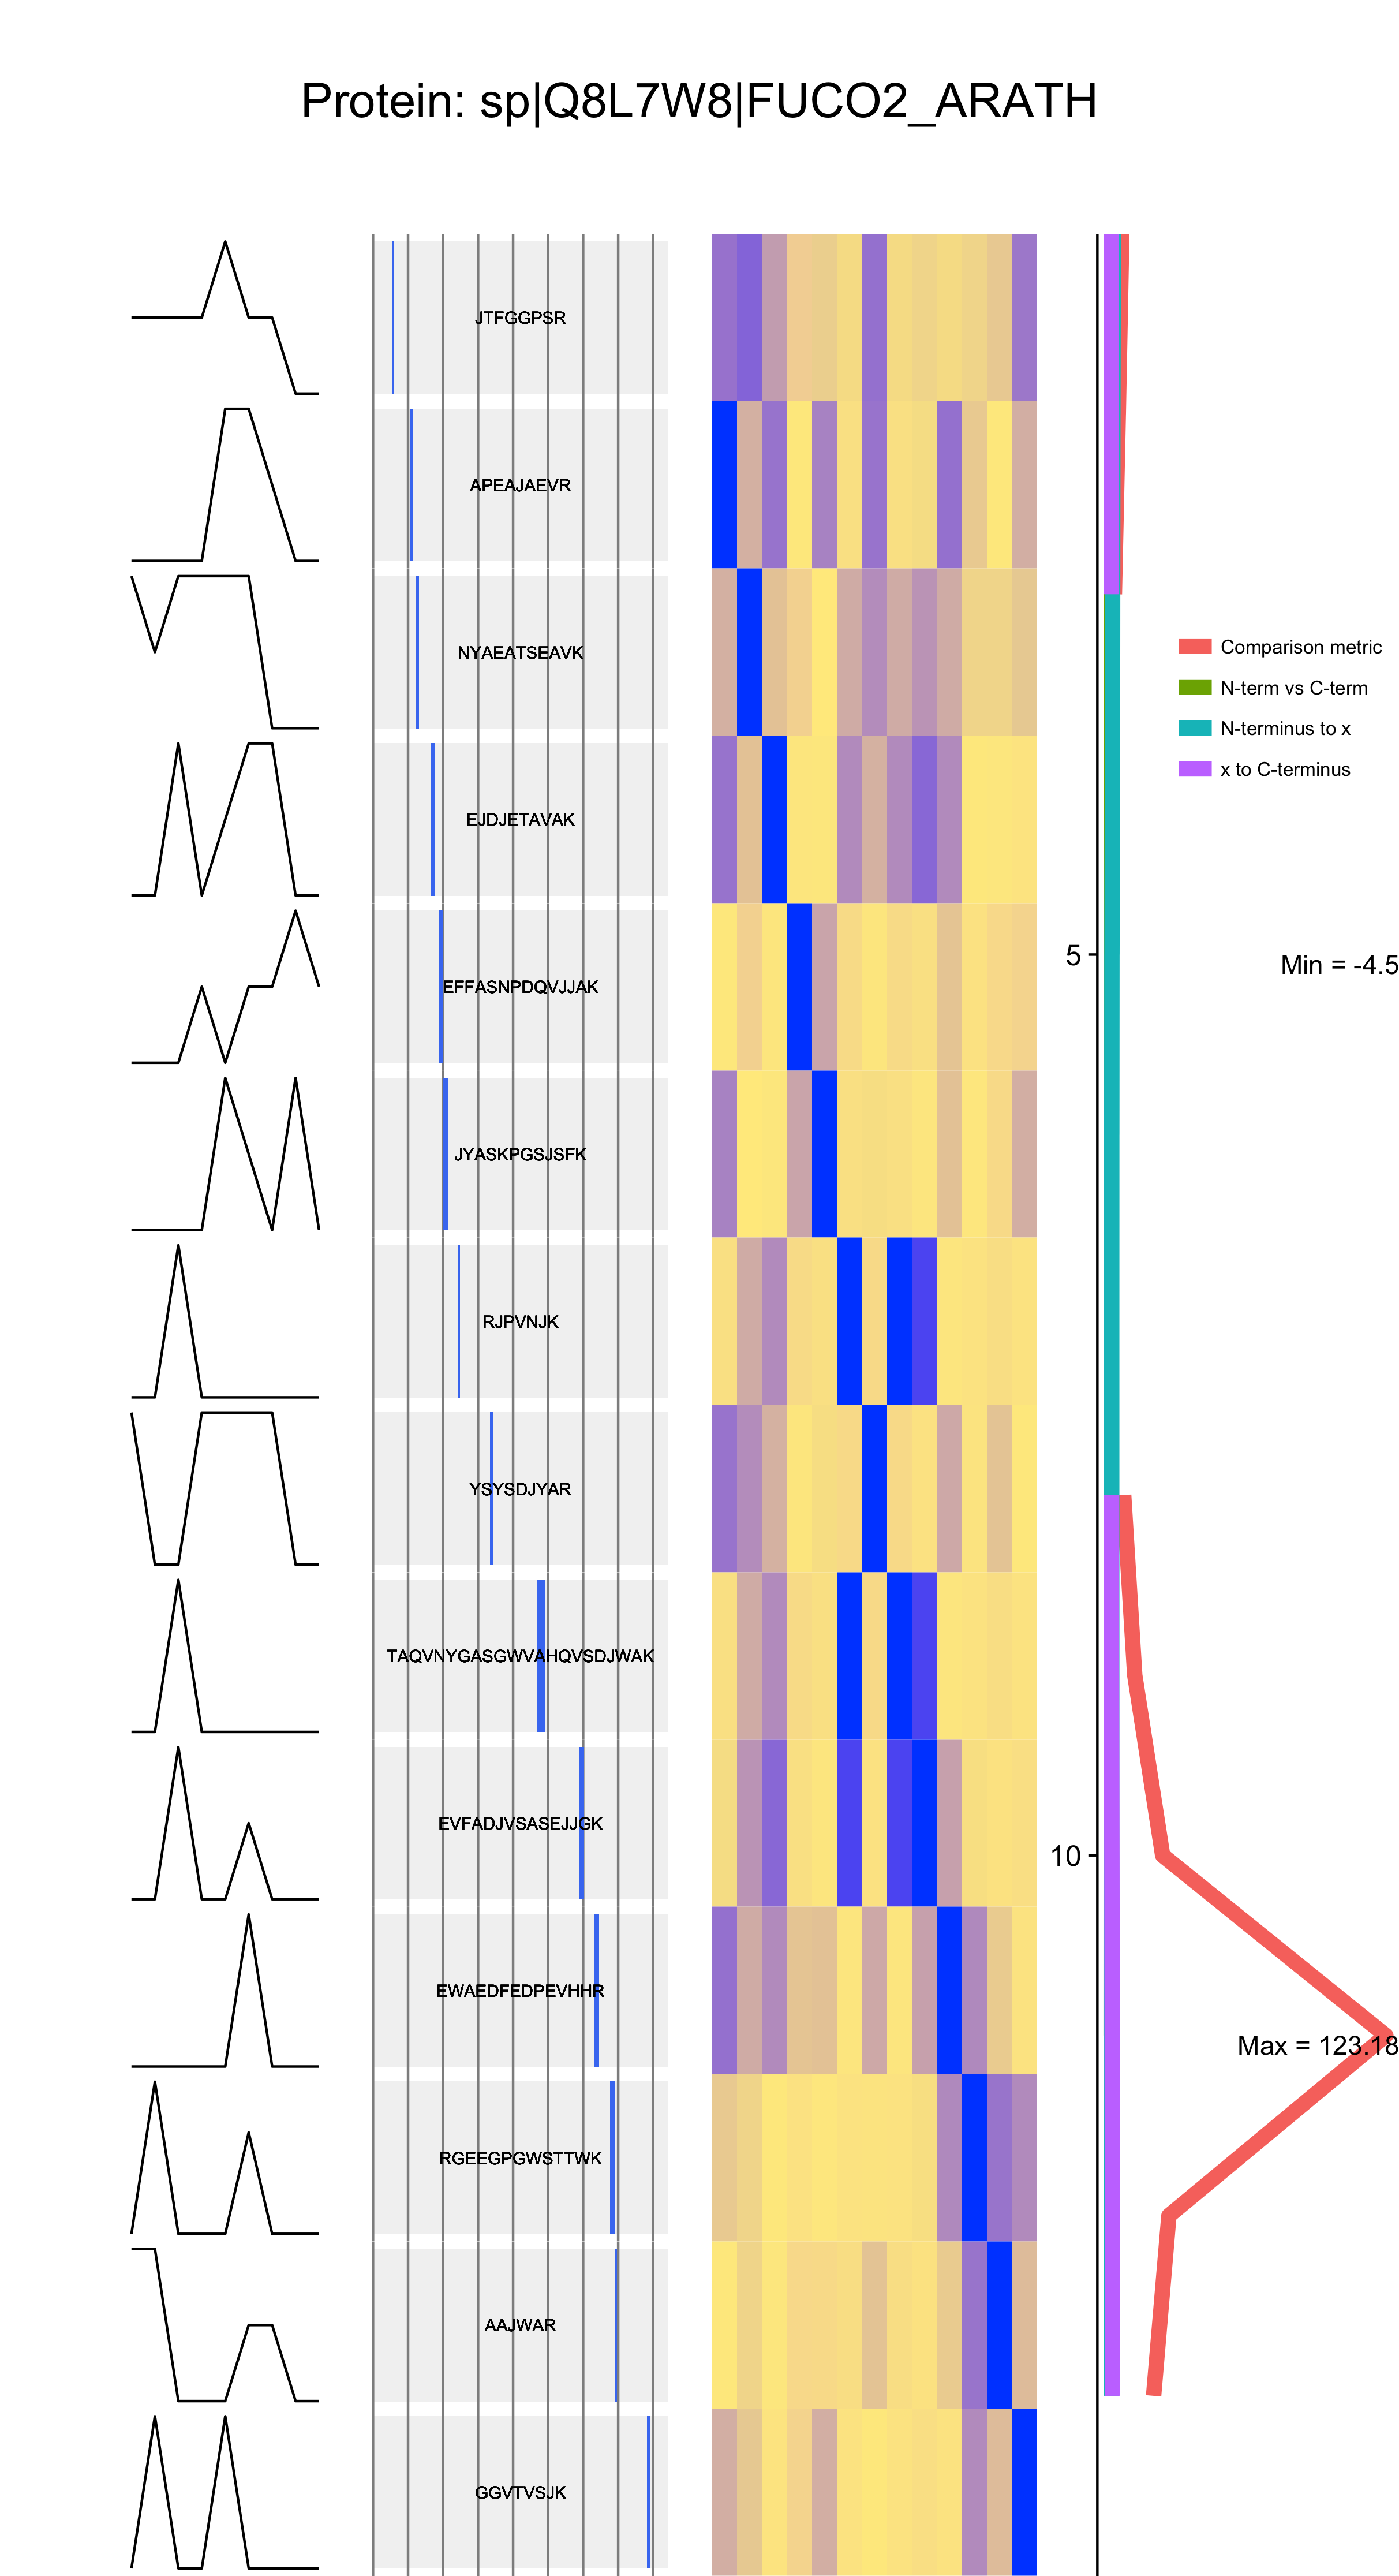 Protein: sp|Q8L7W8|FUCO2_ARATH
JTFGGPSR
APEAJAEVR
NYAEATSEAVK
EJDJETAVAK
EFFASNPDQVJJAK
JYASKPGSJSFK
RJPVNJK
YSYSDJYAR
TAQVNYGASGWVAHQVSDJWAK
EVFADJVSASEJJGK
EWAEDFEDPEVHHR
RGEEGPGWSTTWK
AAJWAR
GGVTVSJK
5
10
Comparison metric
N-term vs C-term
N-terminus to x
x to C-terminus
Min = -4.5
Max = 123.18